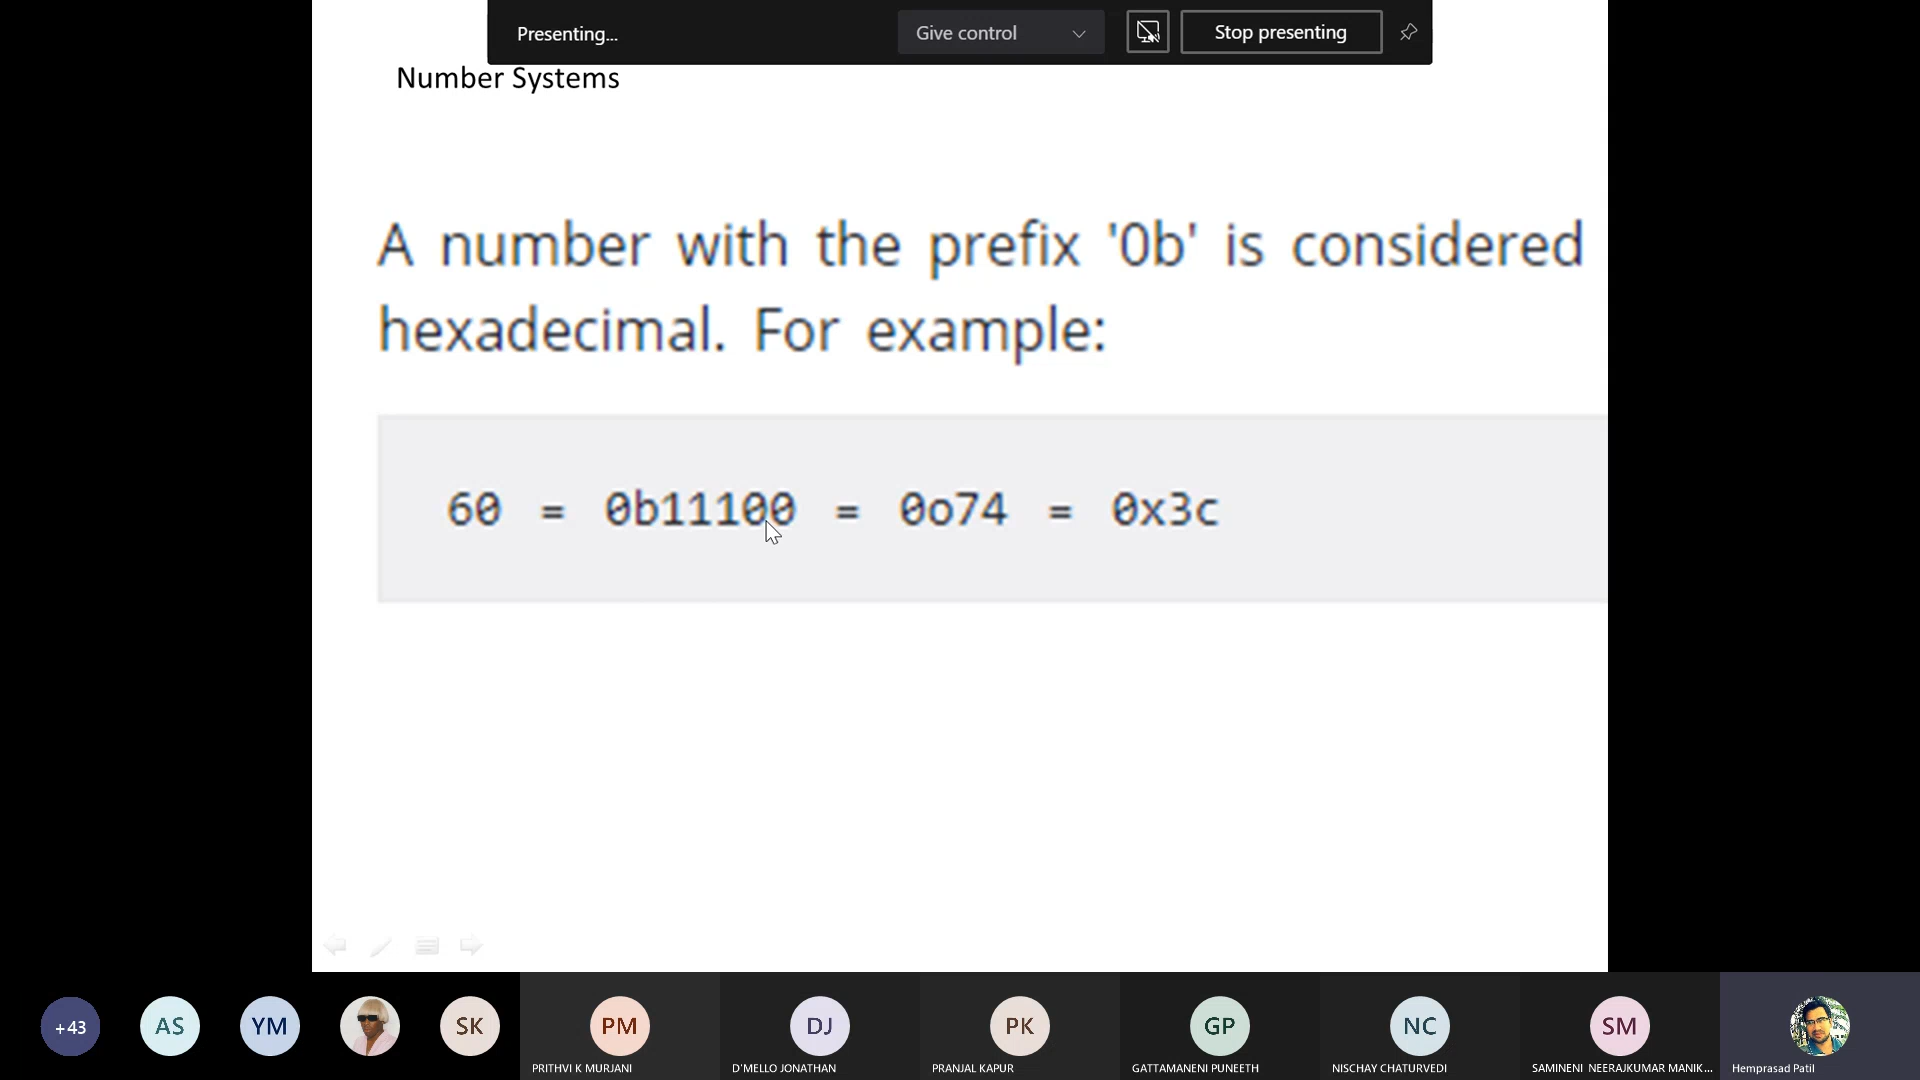 Presenting...
Give control
Stop presenting
Number Systems
A number with the prefix '0b' is considered
hexadecimal. For example:
60 = 0b11100 = 0o74 = 0x3c
+43
AS
YM
SK
PM
DJ
PK
GP
NC
SM
PRITHVI K MURJANI
D'MELLO JONATHAN
PRANJAL KAPUR
GATTAMANENI PUNEETH
NISCHAY CHATURVEDI
SAMINENI NEERAJKUMAR MANIK...
Hemprasad Patil